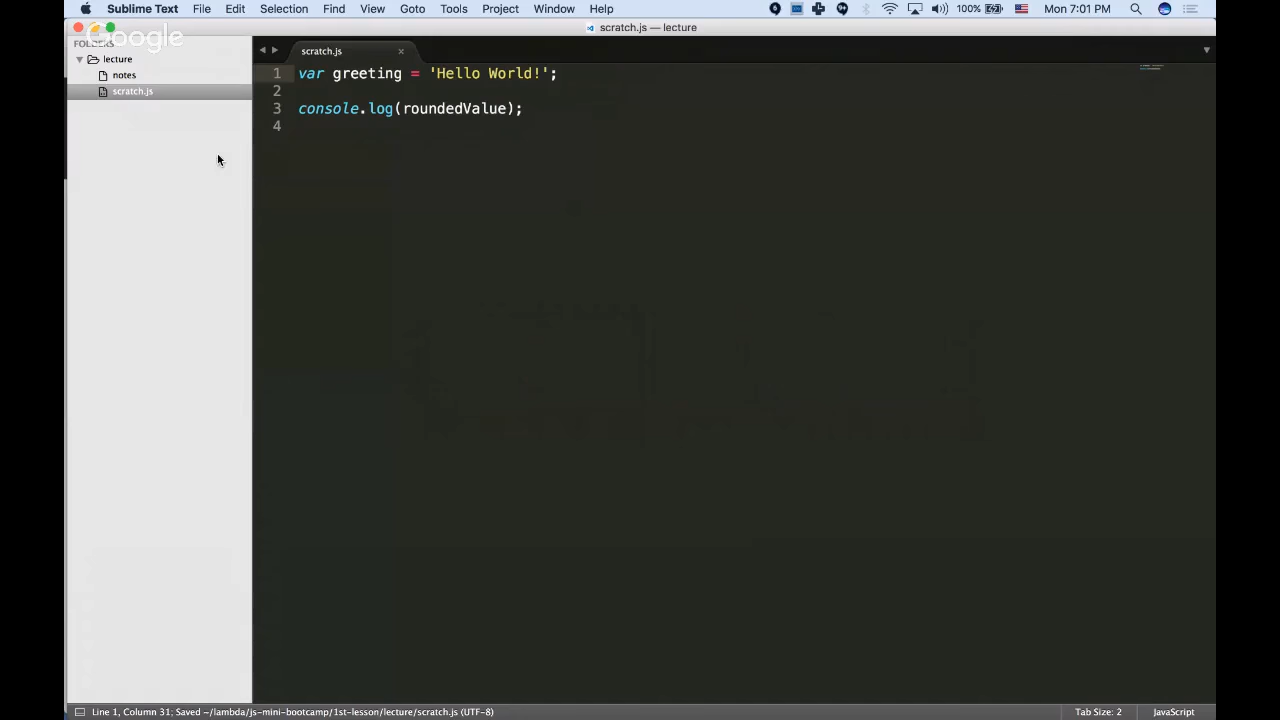 Sublime Text File Edit Selection Find View Goto Tools Project Window Help 100% Mon 7:01 PM
scratch.js — lecture
Google
FOLDERS
lecture
notes
scratch.js
scratch.js
1 var greeting = 'Hello World!';
2
3 console.log(roundedValue);
4
Line 1, Column 31; Saved ~/lambda/js-mini-bootcamp/1st-lesson/lecture/scratch.js (UTF-8) Tab Size: 2 JavaScript